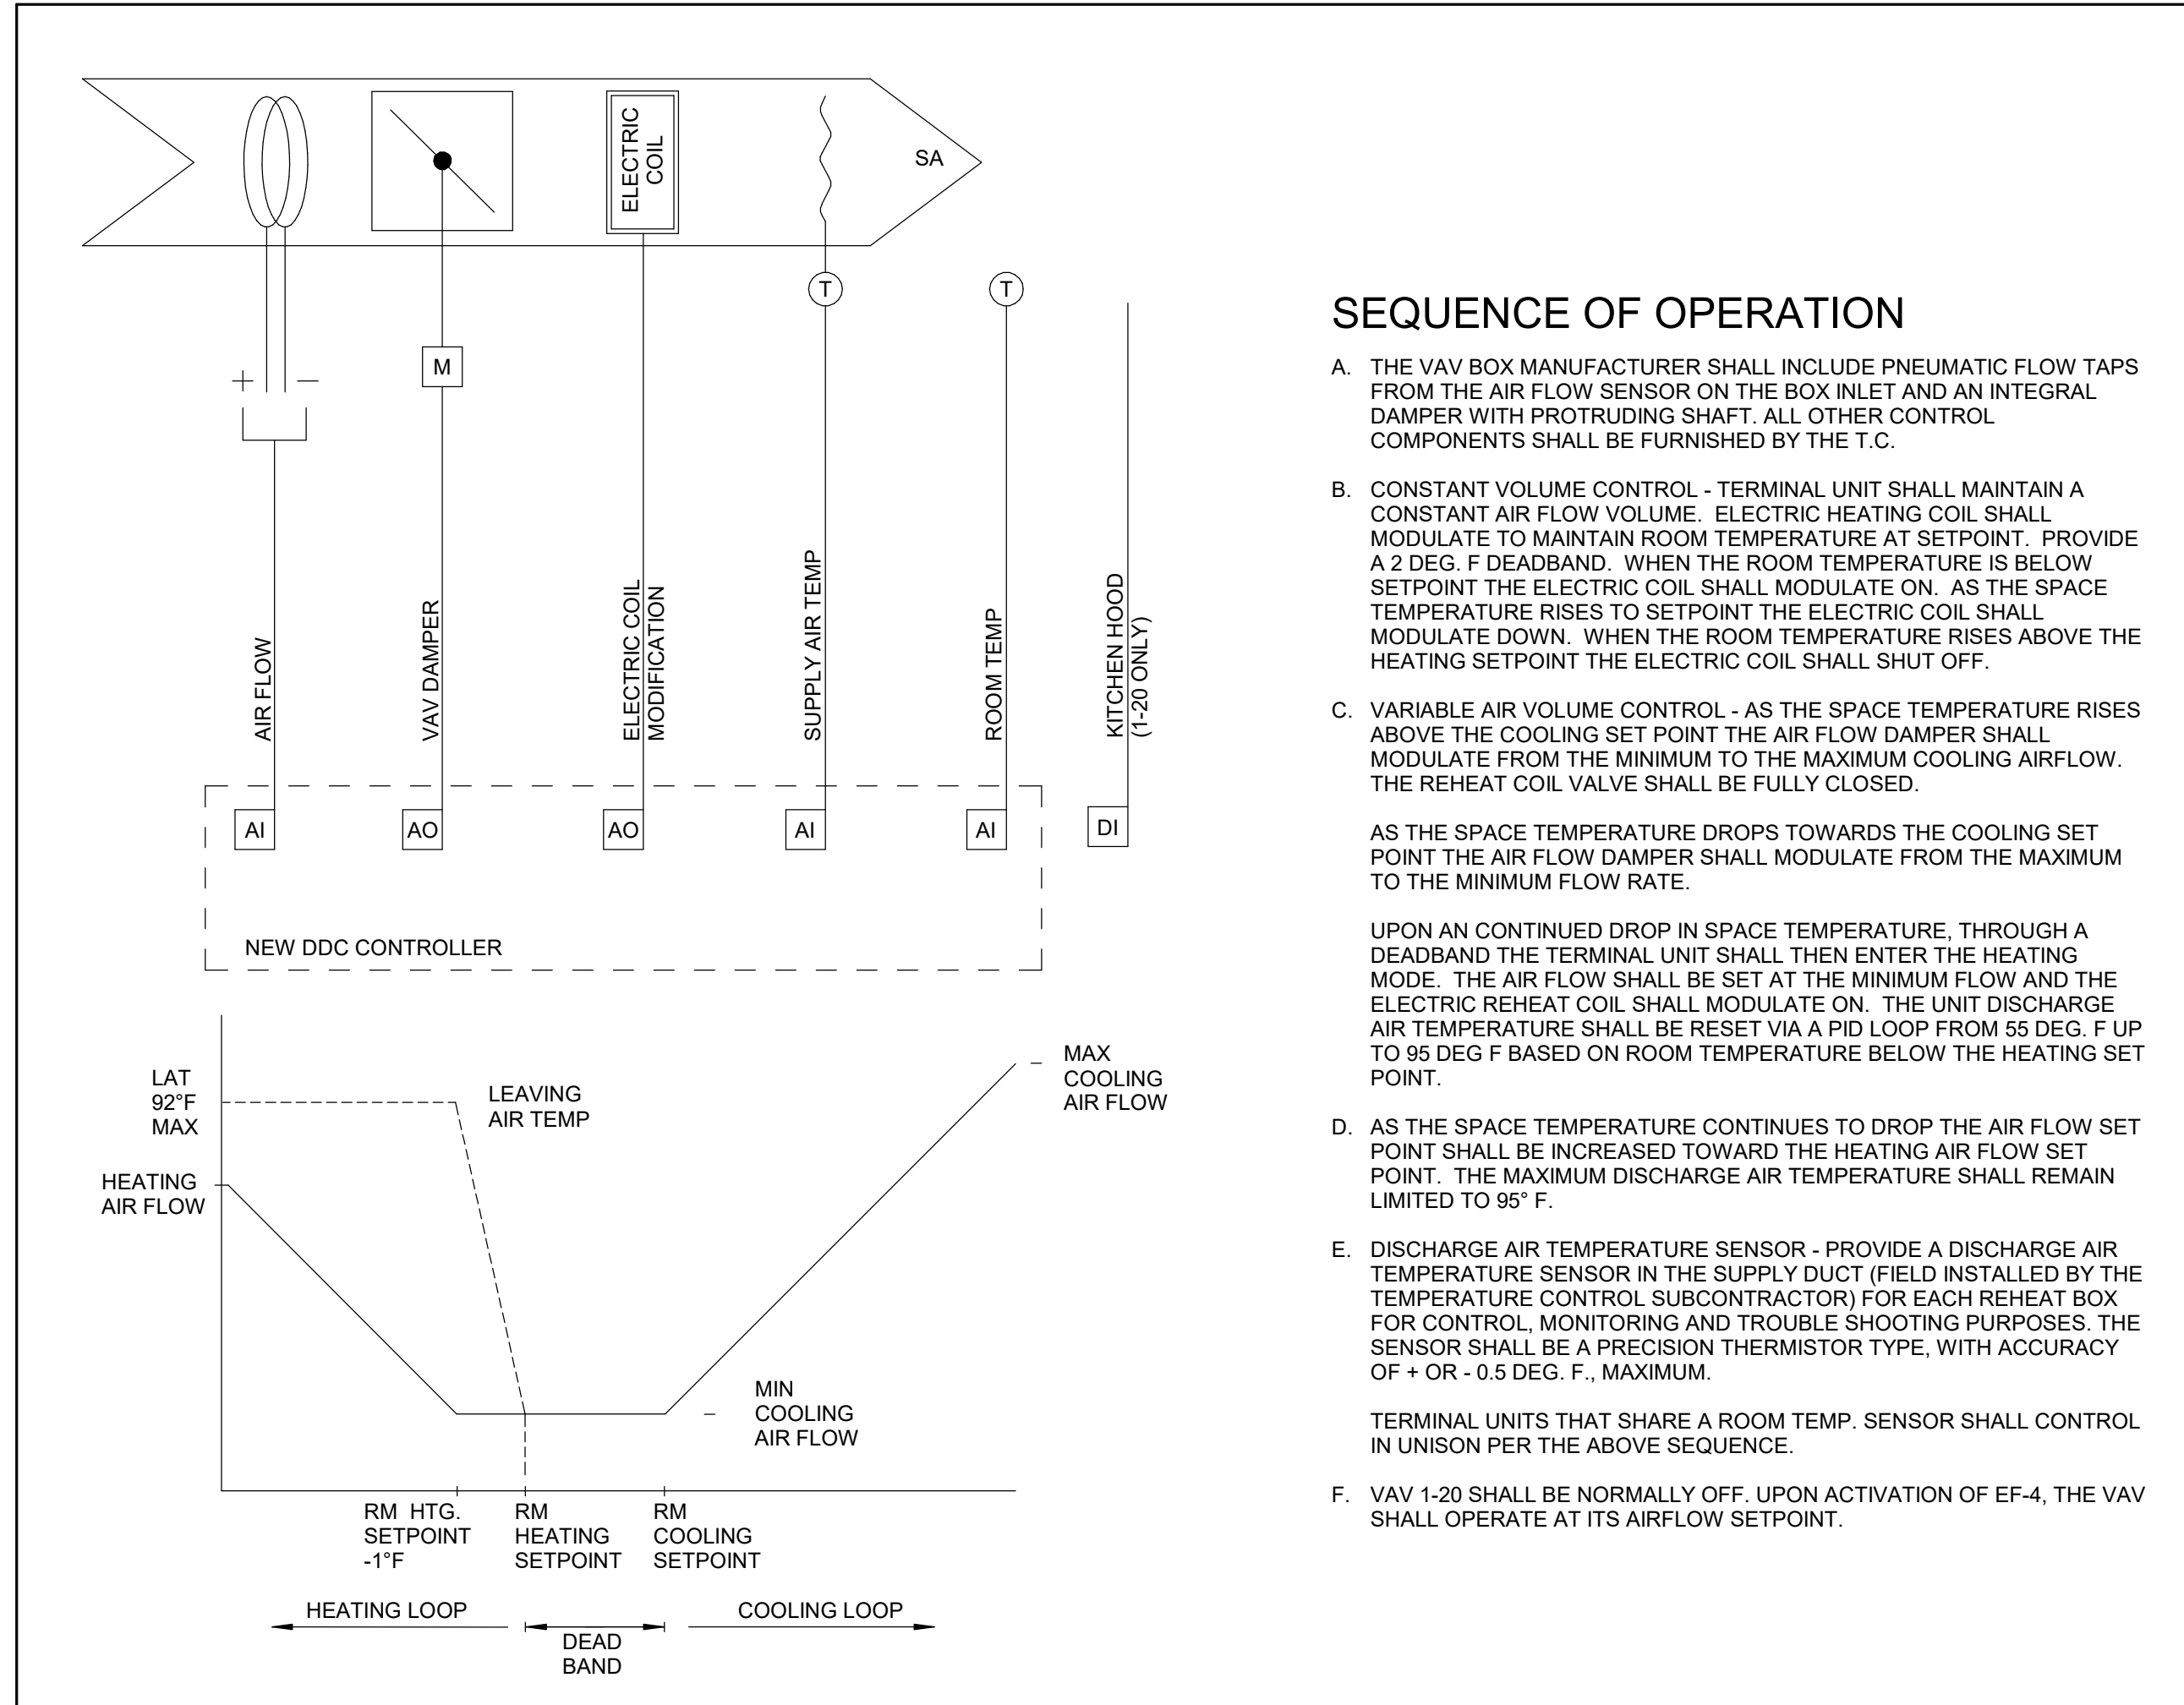 ELECTRIC
COIL
SA
T
T
+ —
M
AIR FLOW
VAV DAMPER
ELECTRIC COIL
MODIFICATION
SUPPLY AIR TEMP
ROOM TEMP
KITCHEN HOOD
(1-20 ONLY)
AI
AO
AO
AI
AI
DI
NEW DDC CONTROLLER
LAT
92°F
MAX
LEAVING
AIR TEMP
MAX
COOLING
AIR FLOW
HEATING
AIR FLOW
MIN
COOLING
AIR FLOW
RM HTG.
SETPOINT
-1°F
RM
HEATING
SETPOINT
RM
COOLING
SETPOINT
HEATING LOOP
COOLING LOOP
DEAD
BAND
SEQUENCE OF OPERATION
A. THE VAV BOX MANUFACTURER SHALL INCLUDE PNEUMATIC FLOW TAPS
FROM THE AIR FLOW SENSOR ON THE BOX INLET AND AN INTEGRAL
DAMPER WITH PROTRUDING SHAFT. ALL OTHER CONTROL
COMPONENTS SHALL BE FURNISHED BY THE T.C.
B. CONSTANT VOLUME CONTROL - TERMINAL UNIT SHALL MAINTAIN A
CONSTANT AIR FLOW VOLUME. ELECTRIC HEATING COIL SHALL
MODULATE TO MAINTAIN ROOM TEMPERATURE AT SETPOINT. PROVIDE
A 2 DEG. F DEADBAND. WHEN THE ROOM TEMPERATURE IS BELOW
SETPOINT THE ELECTRIC COIL SHALL MODULATE ON. AS THE SPACE
TEMPERATURE RISES TO SETPOINT THE ELECTRIC COIL SHALL
MODULATE DOWN. WHEN THE ROOM TEMPERATURE RISES ABOVE THE
HEATING SETPOINT THE ELECTRIC COIL SHALL SHUT OFF.
C. VARIABLE AIR VOLUME CONTROL - AS THE SPACE TEMPERATURE RISES
ABOVE THE COOLING SET POINT THE AIR FLOW DAMPER SHALL
MODULATE FROM THE MINIMUM TO THE MAXIMUM COOLING AIRFLOW.
THE REHEAT COIL VALVE SHALL BE FULLY CLOSED.
AS THE SPACE TEMPERATURE DROPS TOWARDS THE COOLING SET
POINT THE AIR FLOW DAMPER SHALL MODULATE FROM THE MAXIMUM
TO THE MINIMUM FLOW RATE.
UPON AN CONTINUED DROP IN SPACE TEMPERATURE, THROUGH A
DEADBAND THE TERMINAL UNIT SHALL THEN ENTER THE HEATING
MODE. THE AIR FLOW SHALL BE SET AT THE MINIMUM FLOW AND THE
ELECTRIC REHEAT COIL SHALL MODULATE ON. THE UNIT DISCHARGE
AIR TEMPERATURE SHALL BE RESET VIA A PID LOOP FROM 55 DEG. F UP
TO 95 DEG F BASED ON ROOM TEMPERATURE BELOW THE HEATING SET
POINT.
D. AS THE SPACE TEMPERATURE CONTINUES TO DROP THE AIR FLOW SET
POINT SHALL BE INCREASED TOWARD THE HEATING AIR FLOW SET
POINT. THE MAXIMUM DISCHARGE AIR TEMPERATURE SHALL REMAIN
LIMITED TO 95° F.
E. DISCHARGE AIR TEMPERATURE SENSOR - PROVIDE A DISCHARGE AIR
TEMPERATURE SENSOR IN THE SUPPLY DUCT (FIELD INSTALLED BY THE
TEMPERATURE CONTROL SUBCONTRACTOR) FOR EACH REHEAT BOX
FOR CONTROL, MONITORING AND TROUBLE SHOOTING PURPOSES. THE
SENSOR SHALL BE A PRECISION THERMISTOR TYPE, WITH ACCURACY
OF + OR - 0.5 DEG. F., MAXIMUM.
TERMINAL UNITS THAT SHARE A ROOM TEMP. SENSOR SHALL CONTROL
IN UNISON PER THE ABOVE SEQUENCE.
F. VAV 1-20 SHALL BE NORMALLY OFF. UPON ACTIVATION OF EF-4, THE VAV
SHALL OPERATE AT ITS AIRFLOW SETPOINT.